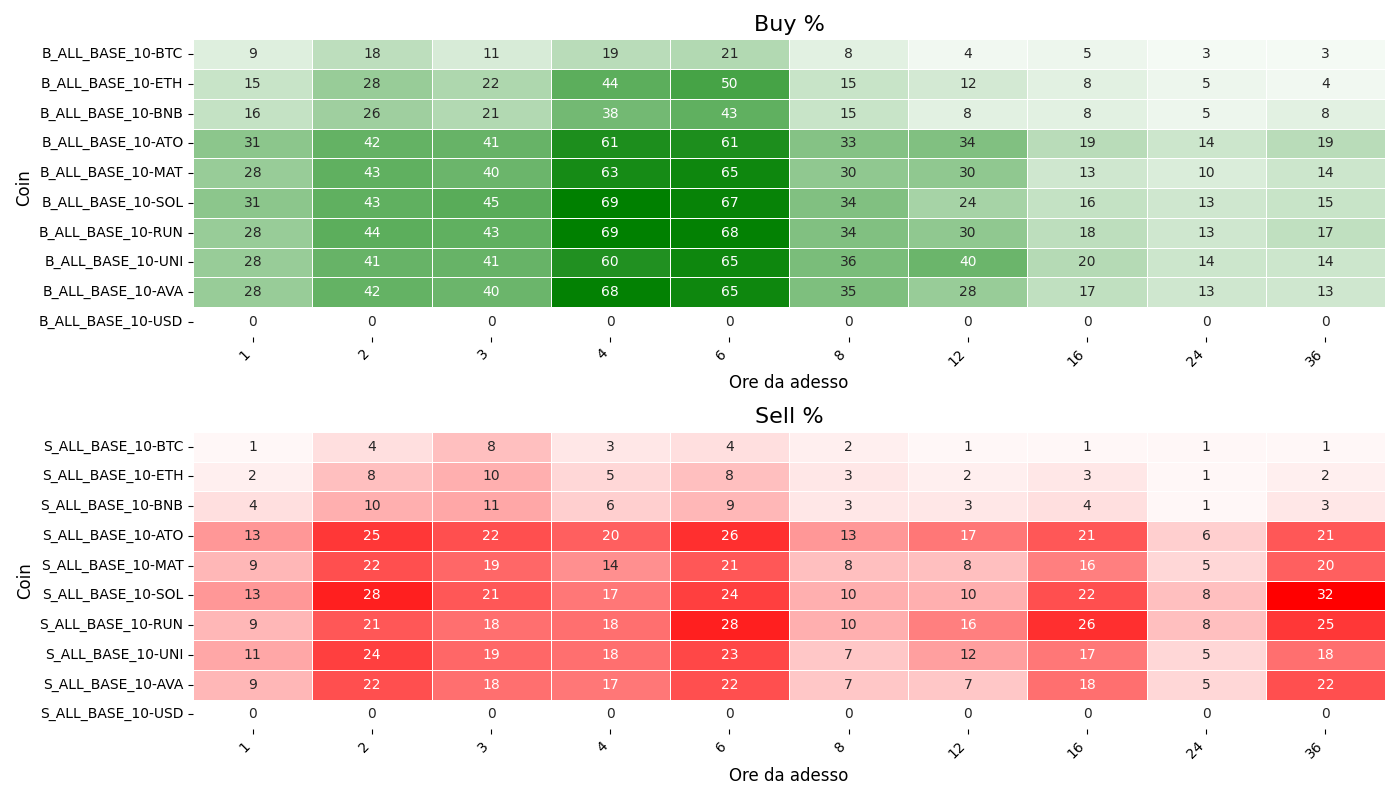 Buy %
Coin
B_ALL_BASE_10-BTC 9 18 11 19 21 8 4 5 3 3
B_ALL_BASE_10-ETH 15 28 22 44 50 15 12 8 5 4
B_ALL_BASE_10-BNB 16 26 21 38 43 15 8 8 5 8
B_ALL_BASE_10-ATO 31 42 41 61 61 33 34 19 14 19
B_ALL_BASE_10-MAT 28 43 40 63 65 30 30 13 10 14
B_ALL_BASE_10-SOL 31 43 45 69 67 34 24 16 13 15
B_ALL_BASE_10-RUN 28 44 43 69 68 34 30 18 13 17
B_ALL_BASE_10-UNI 28 41 41 60 65 36 40 20 14 14
B_ALL_BASE_10-AVA 28 42 40 68 65 35 28 17 13 13
B_ALL_BASE_10-USD 0 0 0 0 0 0 0 0 0 0
1 2 3 4 6 8 12 16 24 36
Ore da adesso
Sell %
Coin
S_ALL_BASE_10-BTC 1 4 8 3 4 2 1 1 1 1
S_ALL_BASE_10-ETH 2 8 10 5 8 3 2 3 1 2
S_ALL_BASE_10-BNB 4 10 11 6 9 3 3 4 1 3
S_ALL_BASE_10-ATO 13 25 22 20 26 13 17 21 6 21
S_ALL_BASE_10-MAT 9 22 19 14 21 8 8 16 5 20
S_ALL_BASE_10-SOL 13 28 21 17 24 10 10 22 8 32
S_ALL_BASE_10-RUN 9 21 18 18 28 10 16 26 8 25
S_ALL_BASE_10-UNI 11 24 19 18 23 7 12 17 5 18
S_ALL_BASE_10-AVA 9 22 18 17 22 7 7 18 5 22
S_ALL_BASE_10-USD 0 0 0 0 0 0 0 0 0 0
1 2 3 4 6 8 12 16 24 36
Ore da adesso